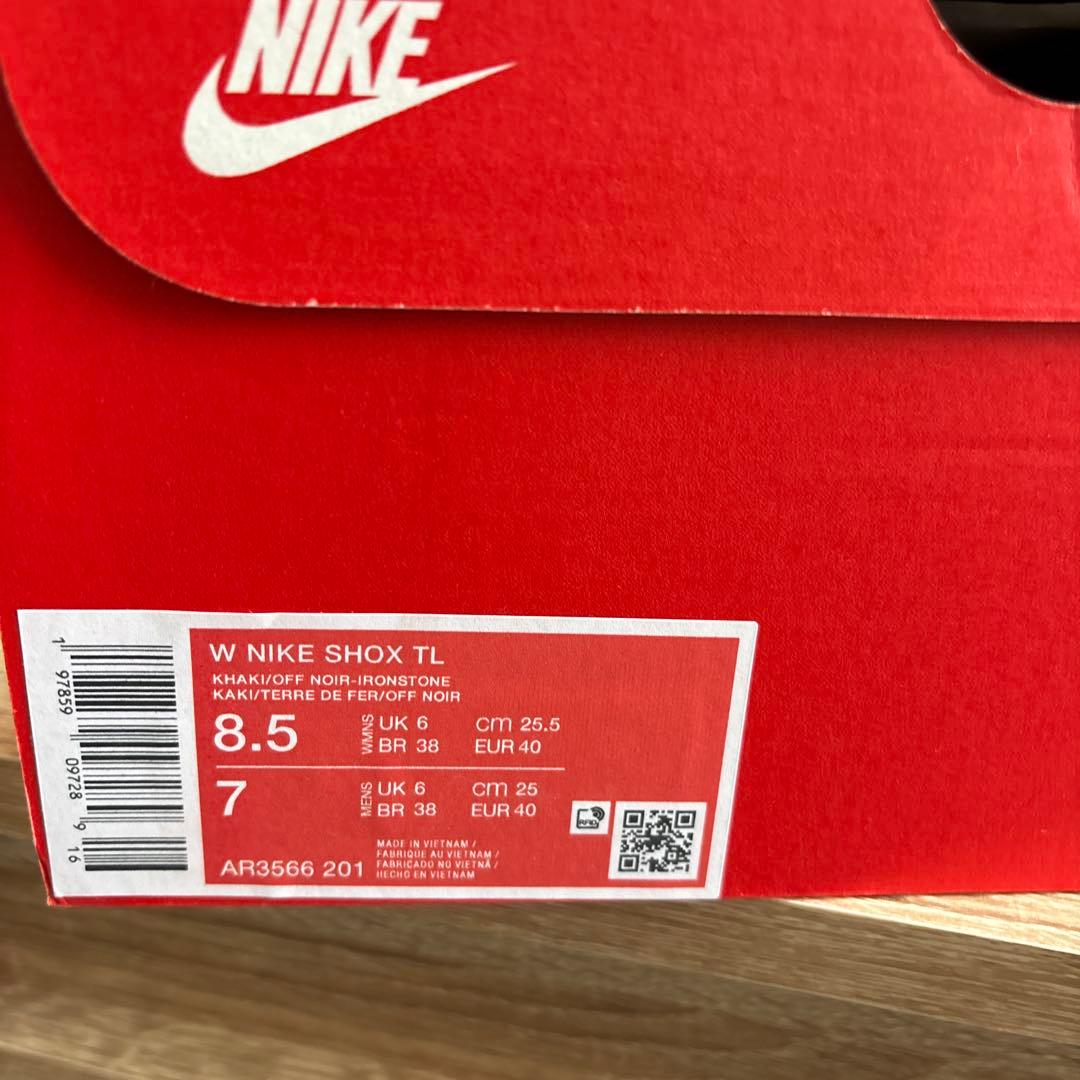 NIKE
W NIKE SHOX TL
KHAKI/OFF NOIR-IRONSTONE
KAKI/TERRE DE FER/OFF NOIR
8.5 WMNS UK 6 cm 25.5
BR 38 EUR 40
7 MENS UK 6 cm 25
BR 38 EUR 40
RFID
AR3566 201
MADE IN VIETNAM /
FABRIQUE AU VIETNAM /
FABRICADO NO VIETNÃ /
HECHO EN VIETNAM
1 97859 09728 9 16